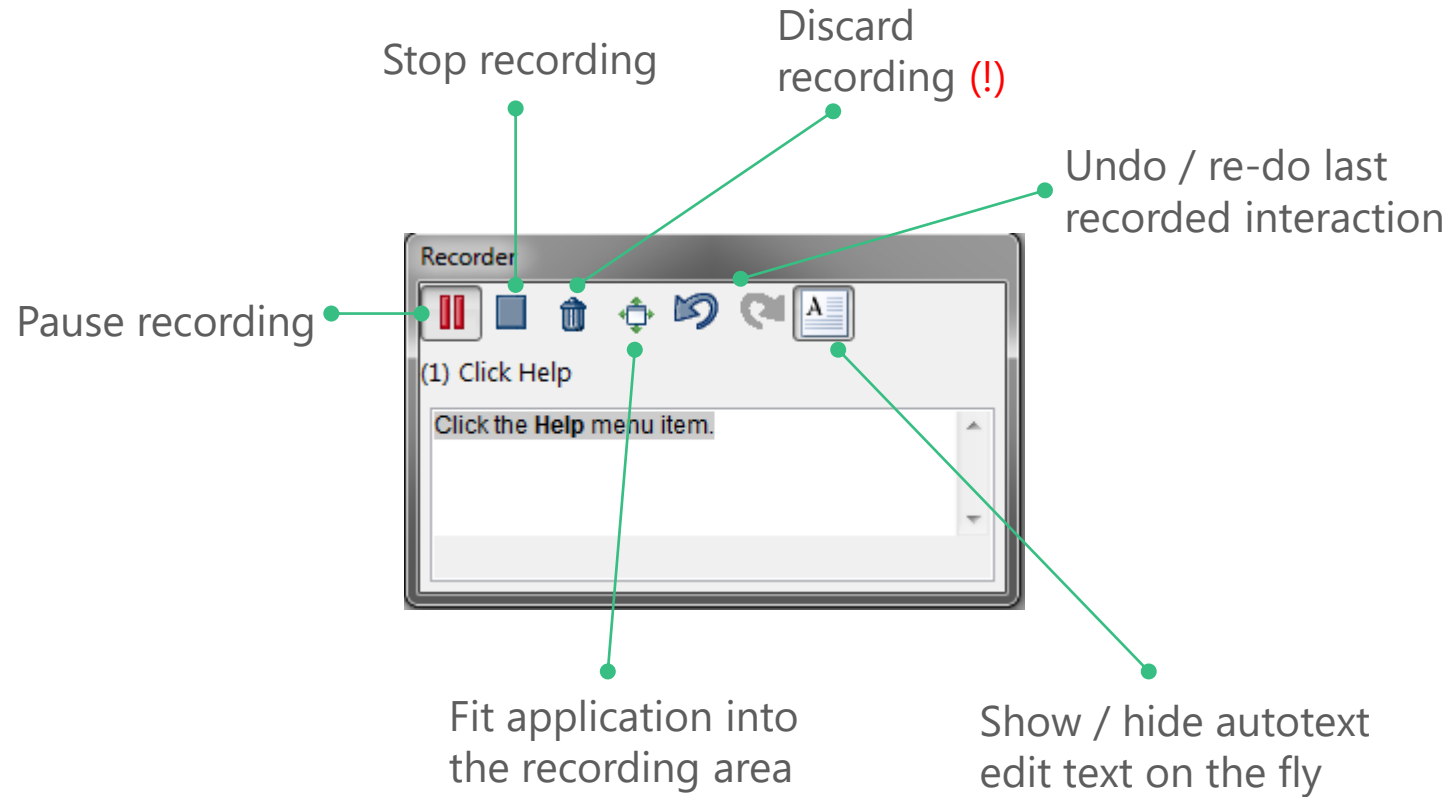 Discard
Stop recording
recording (!)
Undo / re-do last
recorded interaction
Recorder
Pause recording
A
(1) Click Help
Click the Help menu item.
Fit application into
the recording area
Show / hide autotext
edit text on the fly